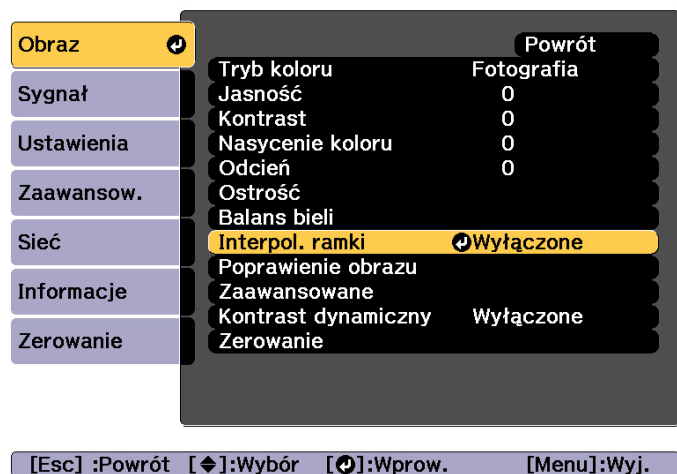 Obraz
Sygnał
Ustawienia
Zaawansow.
Sieć
Informacje
Zerowanie
Powrót
Tryb koloru Fotografia
Jasność 0
Kontrast 0
Nasycenie koloru 0
Odcień 0
Ostrość
Balans bieli
Interpol. ramki Wyłączone
Poprawienie obrazu
Zaawansowane
Kontrast dynamiczny Wyłączone
Zerowanie
[Esc] :Powrót [◆]:Wybór [↵]:Wprow. [Menu]:Wyj.